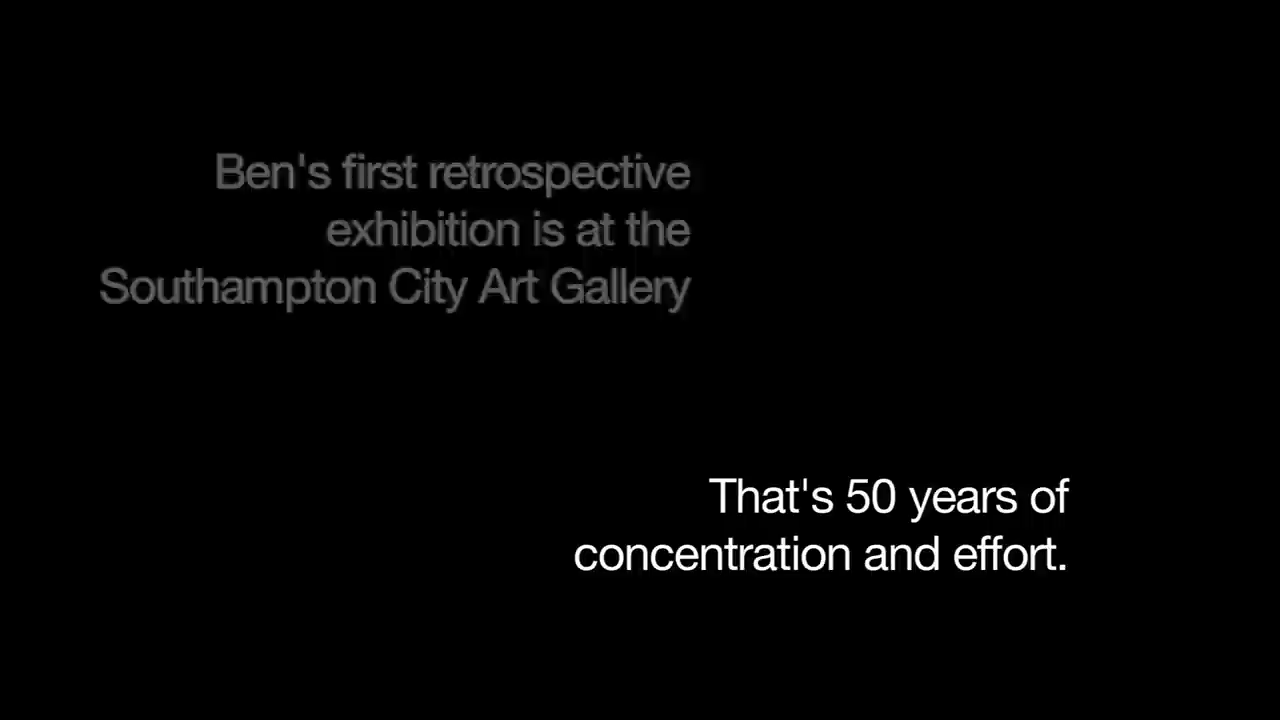 Ben's first retrospective
exhibition is at the
Southampton City Art Gallery
That's 50 years of
concentration and effort.